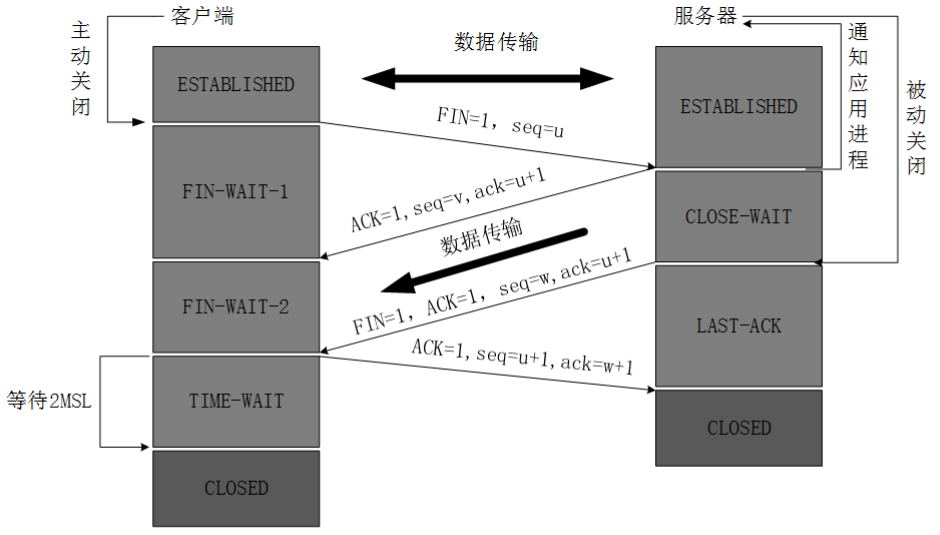 客户端
服务器
主动关闭
数据传输
通知应用进程
被动关闭
ESTABLISHED
ESTABLISHED
FIN=1, seq=u
FIN-WAIT-1
ACK=1,seq=v,ack=u+1
CLOSE-WAIT
数据传输
FIN-WAIT-2
FIN=1, ACK=1, seq=w,ack=u+1
LAST-ACK
ACK=1,seq=u+1,ack=w+1
等待2MSL
TIME-WAIT
CLOSED
CLOSED